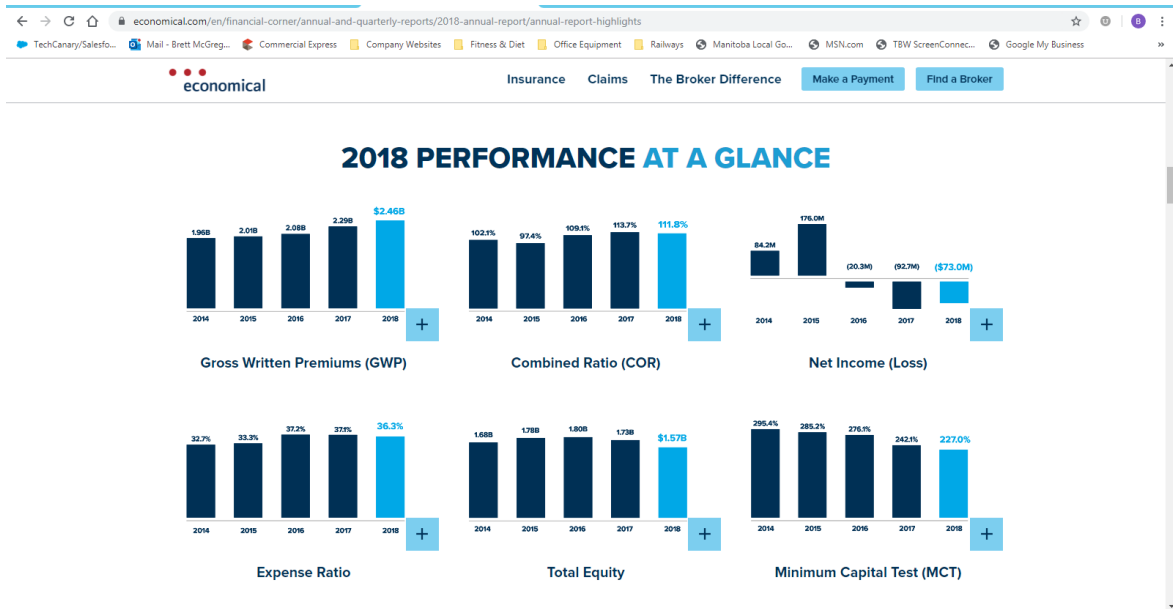 economical.com/en/financial-corner/annual-and-quarterly-reports/2018-annual-report/annual-report-highlights
B
TechCanary/Salesfo... Mail - Brett McGreg... Commercial Express Company Websites Fitness & Diet Office Equipment Railways Manitoba Local Go... MSN.com TBW ScreenConnec... Google My Business »
economical Insurance Claims The Broker Difference Make a Payment Find a Broker
2018 PERFORMANCE AT A GLANCE
1.96B 2.01B 2.08B 2.29B $2.46B
2014 2015 2016 2017 2018 +
Gross Written Premiums (GWP)
102.1% 97.4% 109.1% 113.7% 111.8%
2014 2015 2016 2017 2018 +
Combined Ratio (COR)
84.2M 176.0M (20.3M) (92.7M) ($73.0M)
2014 2015 2016 2017 2018 +
Net Income (Loss)
32.7% 33.3% 37.2% 37.1% 36.3%
2014 2015 2016 2017 2018 +
Expense Ratio
1.68B 1.78B 1.80B 1.73B $1.57B
2014 2015 2016 2017 2018 +
Total Equity
295.4% 285.2% 276.1% 242.1% 227.0%
2014 2015 2016 2017 2018 +
Minimum Capital Test (MCT)